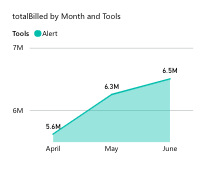 totalBilled by Month and Tools
Tools Alert
7M
6.5M
6.3M
6M
5.6M
April May June